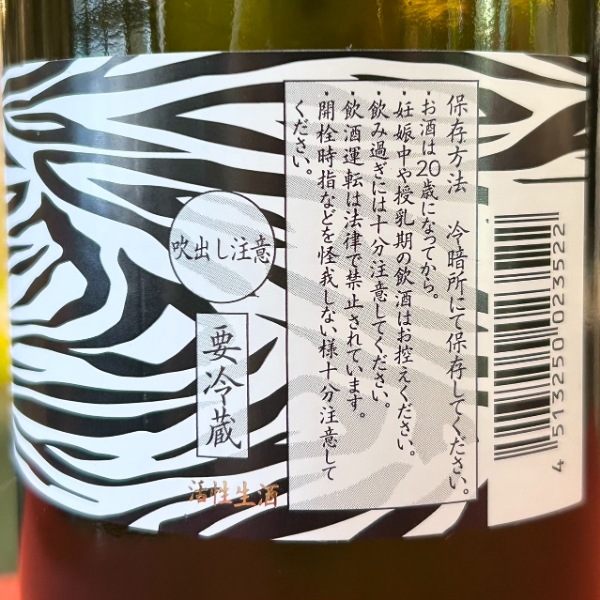 保存方法 冷暗所にて保存してください。
・お酒は20歳になってから。
・妊娠中や授乳期の飲酒はお控えください。
・飲み過ぎには十分注意してください。
・飲酒運転は法律で禁止されています。
・開栓時指などを怪我しない様十分注意して
ください。
吹出し注意
要冷蔵
活性生酒
4513250023522